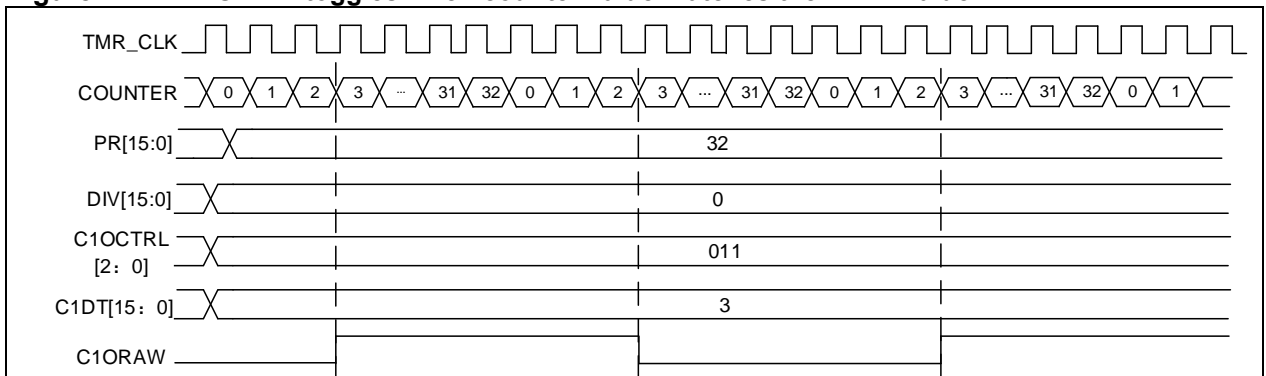 TMR_CLK
COUNTER 0 1 2 3 ... 31 32 0 1 2 3 ... 31 32 0 1 2 3 ... 31 32 0 1
PR[15:0] 32
DIV[15:0] 0
C1OCTRL
[2：0] 011
C1DT[15：0] 3
C1ORAW